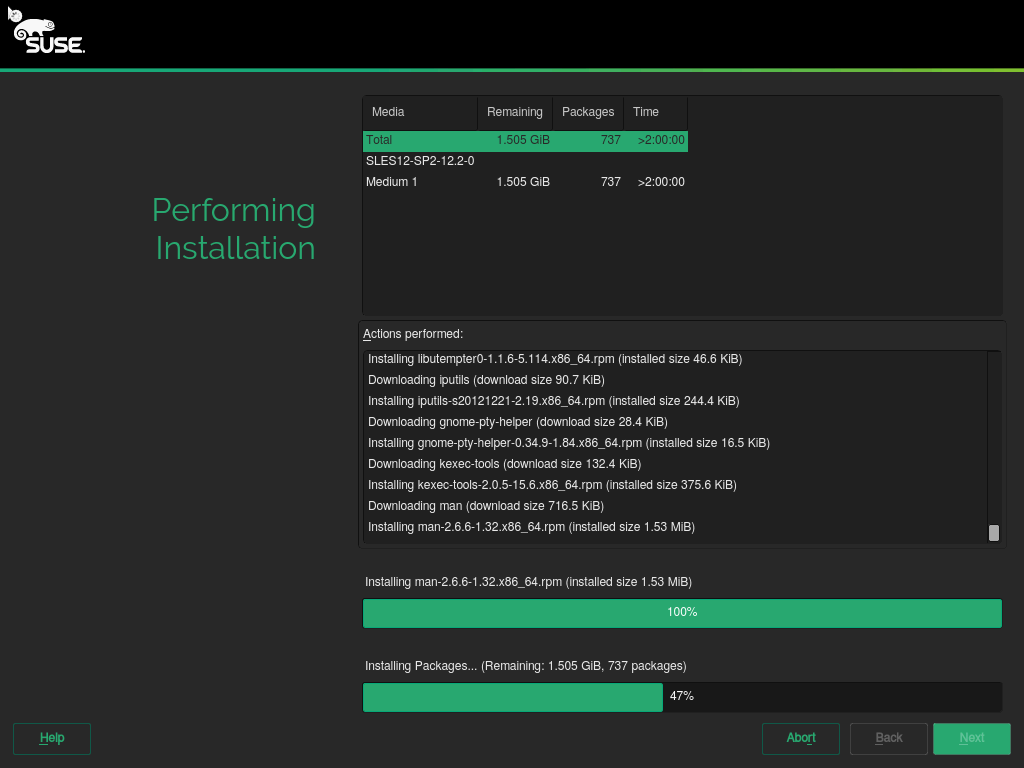 SUSE.
Media Remaining Packages Time
Total 1.505 GiB 737 >2:00:00
SLES12-SP2-12.2-0
Medium 1 1.505 GiB 737 >2:00:00
Performing
Installation
Actions performed:
Installing libutempter0-1.1.6-5.114.x86_64.rpm (installed size 46.6 KiB)
Downloading iputils (download size 90.7 KiB)
Installing iputils-s20121221-2.19.x86_64.rpm (installed size 244.4 KiB)
Downloading gnome-pty-helper (download size 28.4 KiB)
Installing gnome-pty-helper-0.34.9-1.84.x86_64.rpm (installed size 16.5 KiB)
Downloading kexec-tools (download size 132.4 KiB)
Installing kexec-tools-2.0.5-15.6.x86_64.rpm (installed size 375.6 KiB)
Downloading man (download size 716.5 KiB)
Installing man-2.6.6-1.32.x86_64.rpm (installed size 1.53 MiB)
Installing man-2.6.6-1.32.x86_64.rpm (installed size 1.53 MiB)
100%
Installing Packages... (Remaining: 1.505 GiB, 737 packages)
47%
Help Abort Back Next